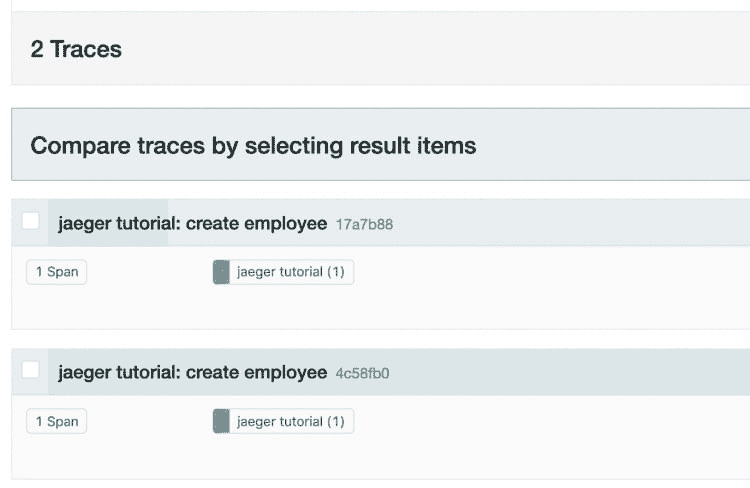 2 Traces
Compare traces by selecting result items
jaeger tutorial: create employee 17a7b88
1 Span jaeger tutorial (1)
jaeger tutorial: create employee 4c58fb0
1 Span jaeger tutorial (1)